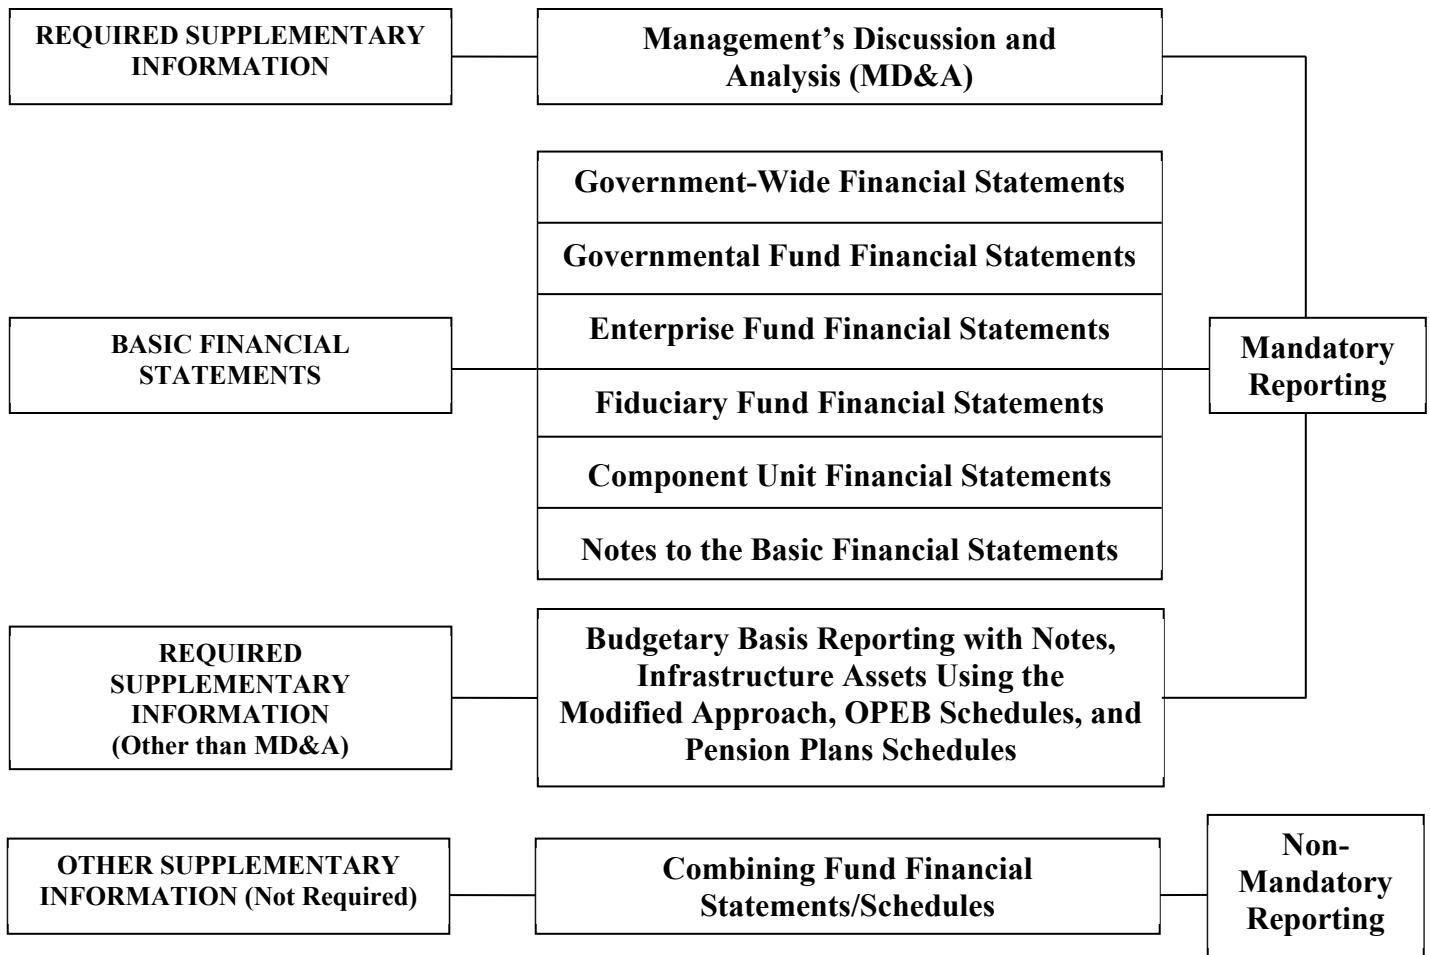 REQUIRED SUPPLEMENTARY
INFORMATION
Management’s Discussion and
Analysis (MD&A)
Government-Wide Financial Statements
Governmental Fund Financial Statements
Enterprise Fund Financial Statements
BASIC FINANCIAL
STATEMENTS
Mandatory
Reporting
Fiduciary Fund Financial Statements
Component Unit Financial Statements
Notes to the Basic Financial Statements
REQUIRED
SUPPLEMENTARY
INFORMATION
(Other than MD&A)
Budgetary Basis Reporting with Notes,
Infrastructure Assets Using the
Modified Approach, OPEB Schedules, and
Pension Plans Schedules
OTHER SUPPLEMENTARY
INFORMATION (Not Required)
Combining Fund Financial
Statements/Schedules
Non-
Mandatory
Reporting